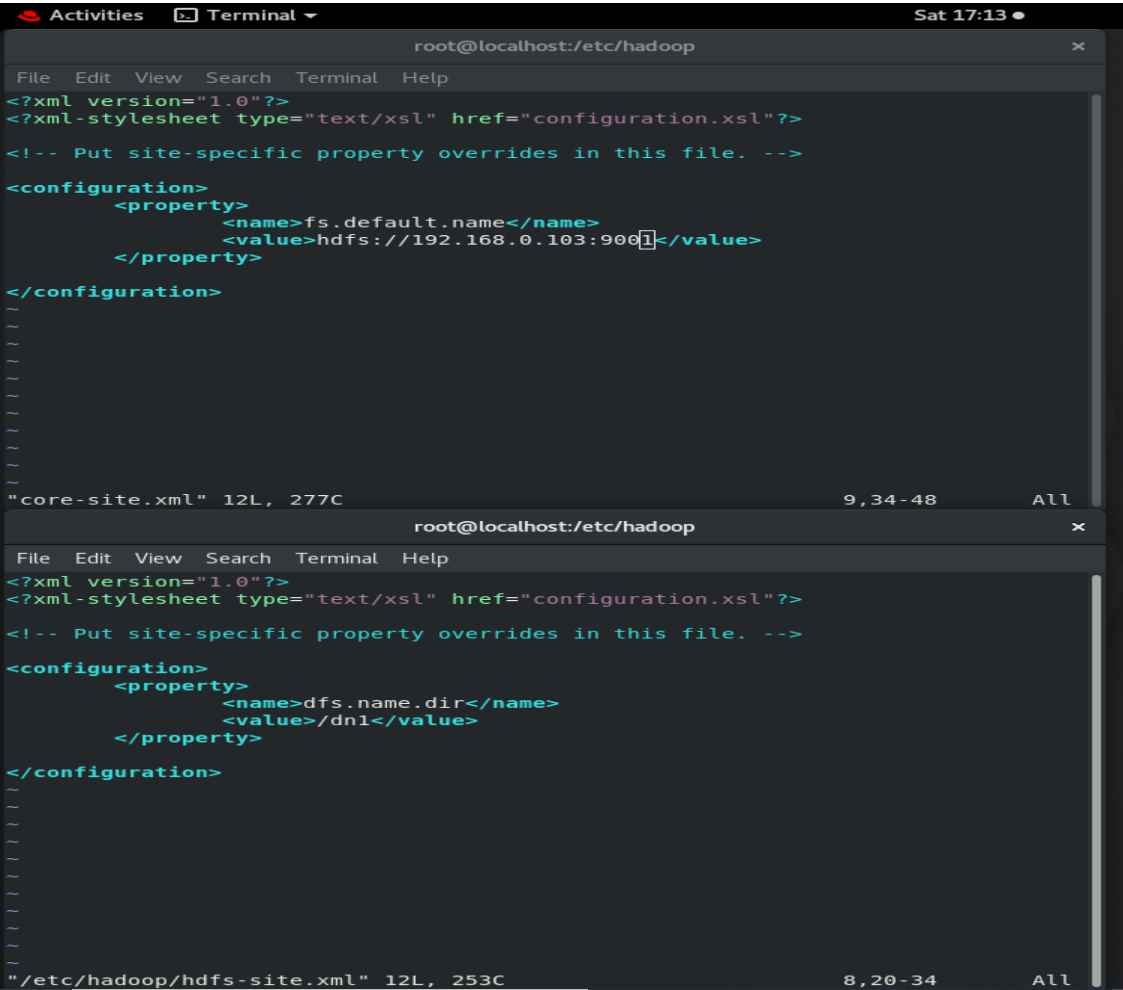 Activities Terminal Sat 17:13
root@localhost:/etc/hadoop ×
File Edit View Search Terminal Help
<?xml version="1.0"?>
<?xml-stylesheet type="text/xsl" href="configuration.xsl"?>
<!-- Put site-specific property overrides in this file. -->
<configuration>
<property>
<name>fs.default.name</name>
<value>hdfs://192.168.0.103:9001</value>
</property>
</configuration>
~
~
~
~
~
~
~
~
~
~
~
"core-site.xml" 12L, 277C 9,34-48 All
root@localhost:/etc/hadoop ×
File Edit View Search Terminal Help
<?xml version="1.0"?>
<?xml-stylesheet type="text/xsl" href="configuration.xsl"?>
<!-- Put site-specific property overrides in this file. -->
<configuration>
<property>
<name>dfs.name.dir</name>
<value>/dn1</value>
</property>
</configuration>
~
~
~
~
~
~
~
~
~
~
~
"/etc/hadoop/hdfs-site.xml" 12L, 253C 8,20-34 All